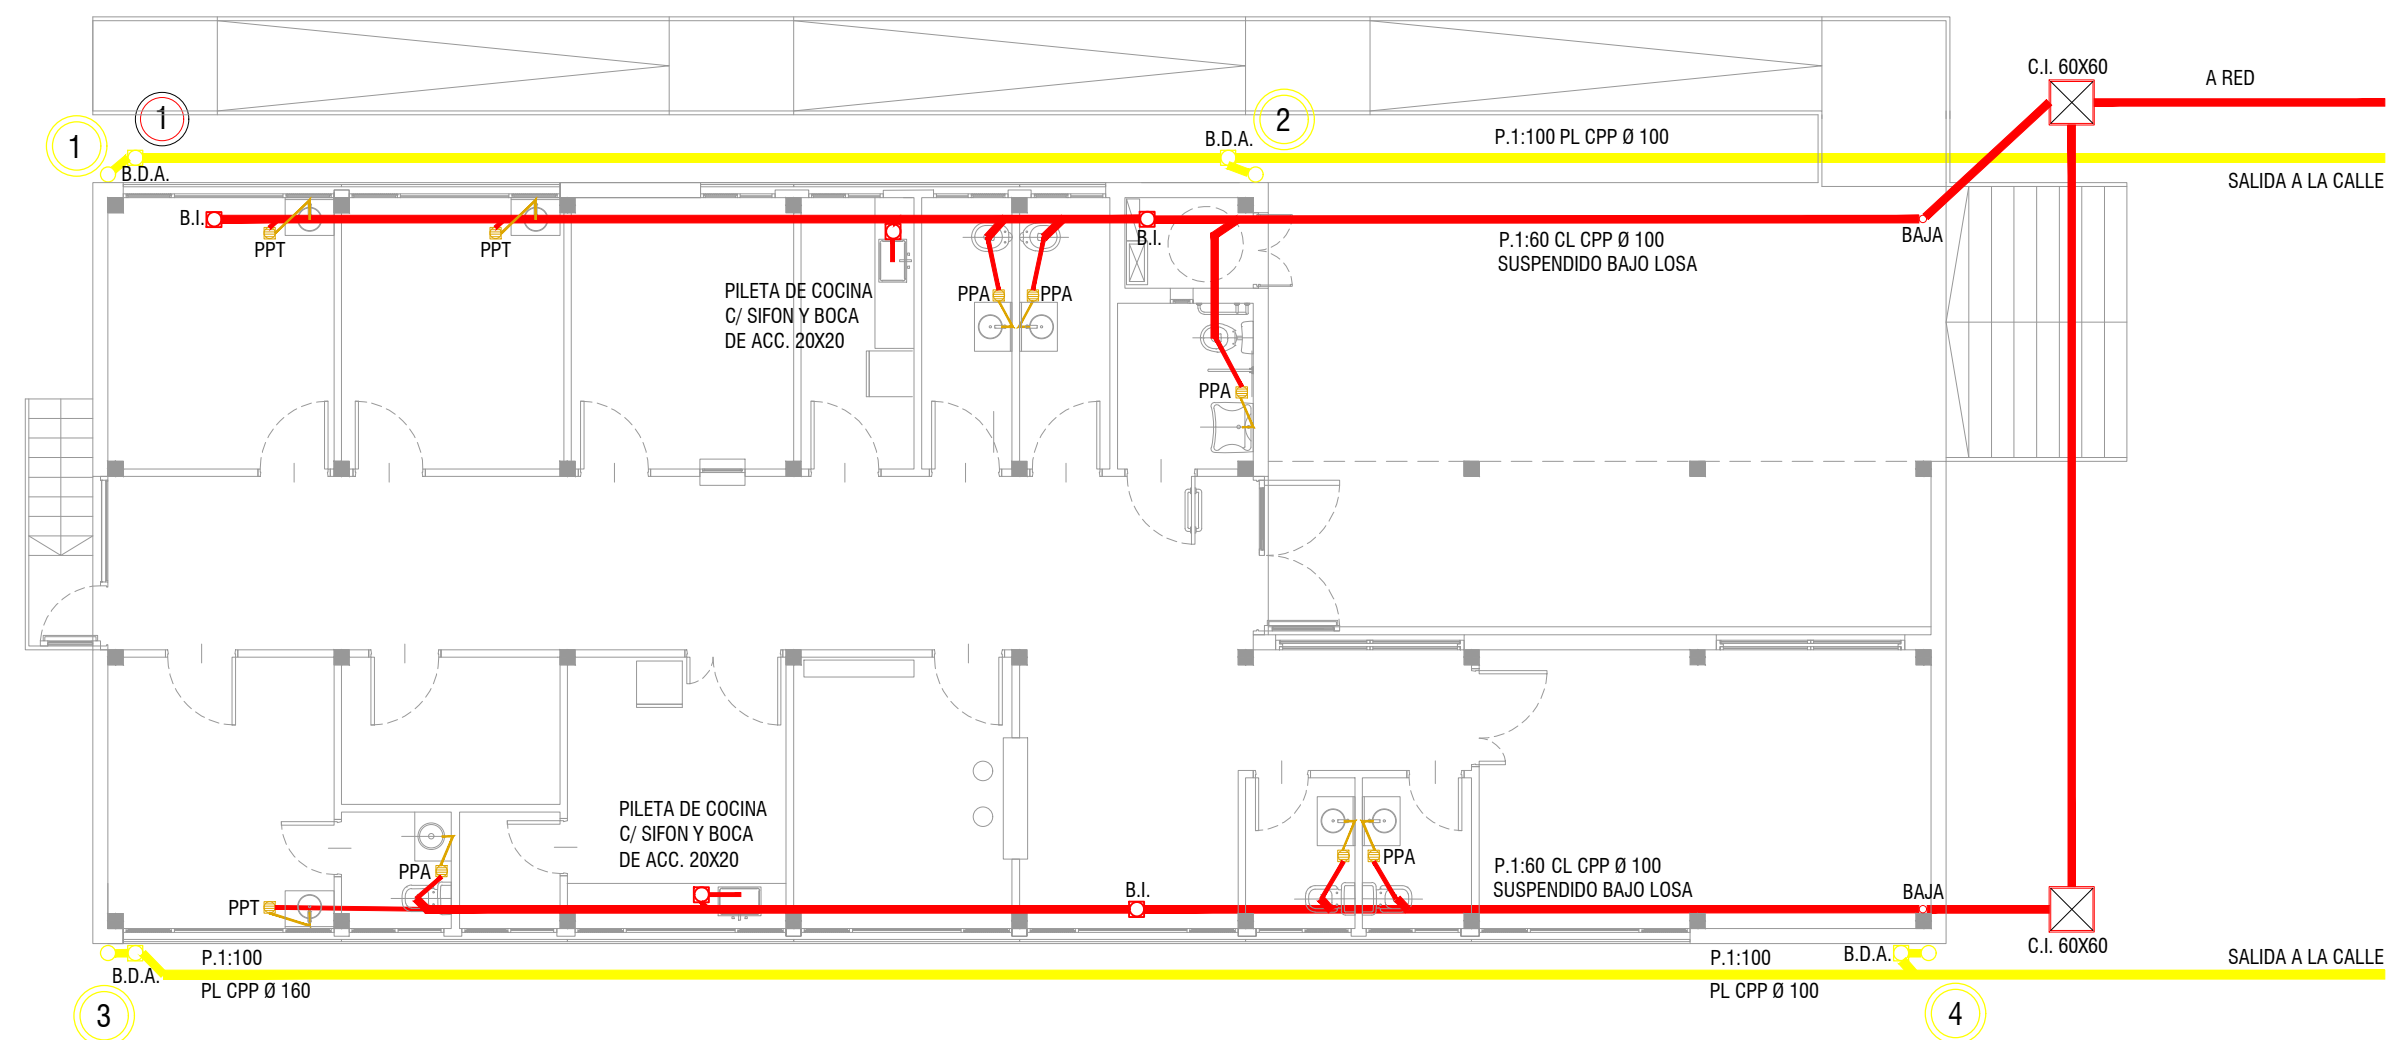 C.I. 60X60
A RED
1
1
2
B.D.A.
P.1:100 PL CPP Ø 100
B.D.A.
SALIDA A LA CALLE
B.I.
PPT
PPT
B.I.
P.1:60 CL CPP Ø 100
SUSPENDIDO BAJO LOSA
BAJA
PILETA DE COCINA
C/ SIFON Y BOCA
DE ACC. 20X20
PPA
PPA
PPA
PILETA DE COCINA
C/ SIFON Y BOCA
DE ACC. 20X20
PPA
PPT
B.I.
PPA
P.1:60 CL CPP Ø 100
SUSPENDIDO BAJO LOSA
BAJA
C.I. 60X60
B.D.A.
P.1:100
PL CPP Ø 160
3
P.1:100
PL CPP Ø 100
B.D.A.
SALIDA A LA CALLE
4